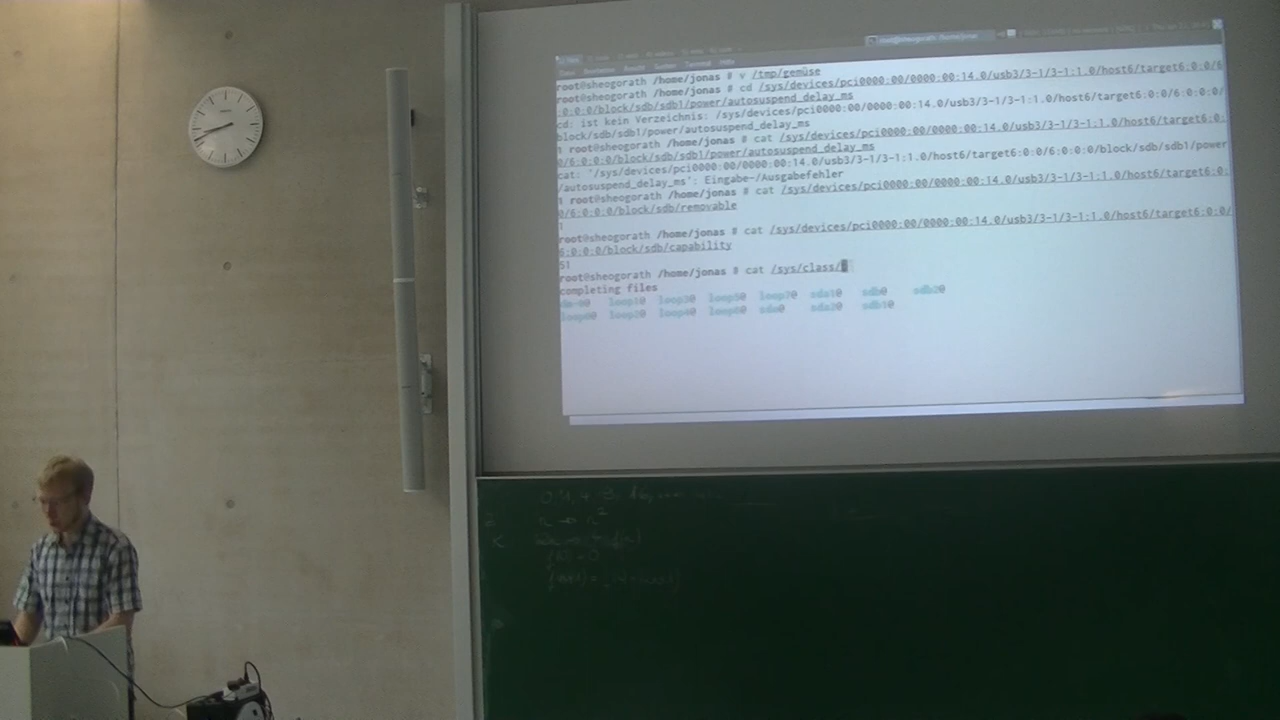 root@sheogorath /home/jonas
root@sheogorath /home/jonas # v /tmp/gemüse
root@sheogorath /home/jonas # cd /sys/devices/pci0000:00/0000:00:14.0/usb3/3-1/3-1:1.0/host6/target6:0:0/6
:0:0:0/block/sdb/sdb1/power/autosuspend_delay_ms
cd: ist kein Verzeichnis: /sys/devices/pci0000:00/0000:00:14.0/usb3/3-1/3-1:1.0/host6/target6:0:0/6:0:0:0/
block/sdb/sdb1/power/autosuspend_delay_ms
1 root@sheogorath /home/jonas # cat /sys/devices/pci0000:00/0000:00:14.0/usb3/3-1/3-1:1.0/host6/target6:0:
0/6:0:0:0/block/sdb/sdb1/power/autosuspend_delay_ms
cat: '/sys/devices/pci0000:00/0000:00:14.0/usb3/3-1/3-1:1.0/host6/target6:0:0/6:0:0:0/block/sdb/sdb1/power
/autosuspend_delay_ms': Eingabe-/Ausgabefehler
1 root@sheogorath /home/jonas # cat /sys/devices/pci0000:00/0000:00:14.0/usb3/3-1/3-1:1.0/host6/target6:0:
0/6:0:0:0/block/sdb/removable
1
root@sheogorath /home/jonas # cat /sys/devices/pci0000:00/0000:00:14.0/usb3/3-1/3-1:1.0/host6/target6:0:0/
6:0:0:0/block/sdb/capability
51
root@sheogorath /home/jonas # cat /sys/class/
completing files
dm-0@ loop1@ loop3@ loop5@ loop7@ sda1@ sdb@ sdb2@
loop0@ loop2@ loop4@ loop6@ sda@ sda2@ sdb1@
n → n²